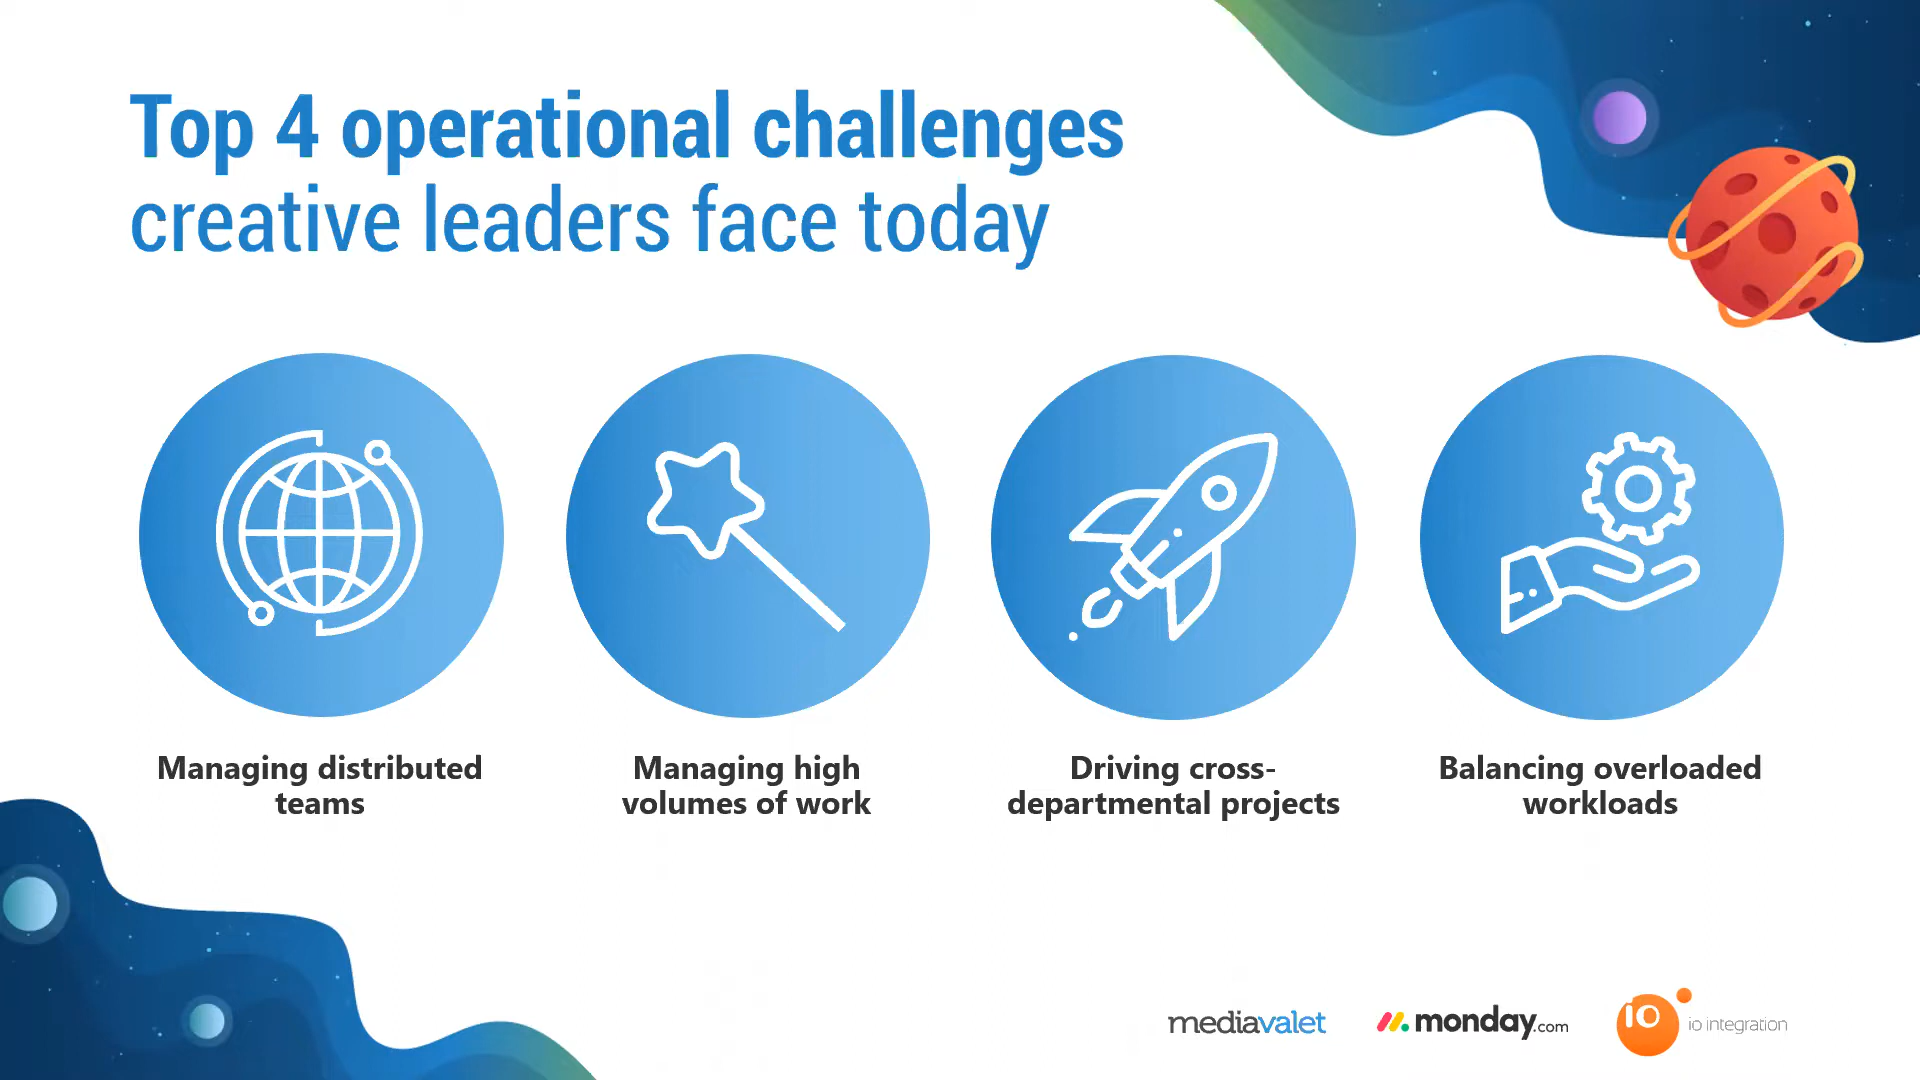 Top 4 operational challenges
creative leaders face today
Managing distributed
teams
Managing high
volumes of work
Driving cross-
departmental projects
Balancing overloaded
workloads
mediavalet
monday.com
IO
io integration